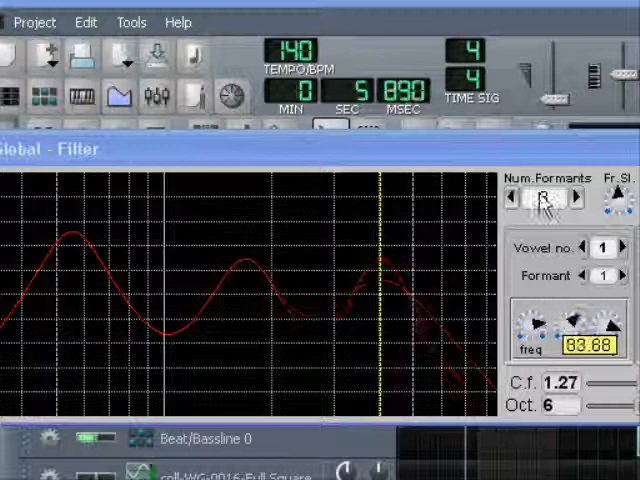 Project Edit Tools Help
140
TEMPO/BPM
0 5 890
MIN SEC MSEC
4
4
TIME SIG
Global - Filter
Num.Formants Fr.Sl.
3
Vowel no. 1
Formant 1
freq
83.68
C.f. 1.27
Oct. 6
Beat/Bassline 0